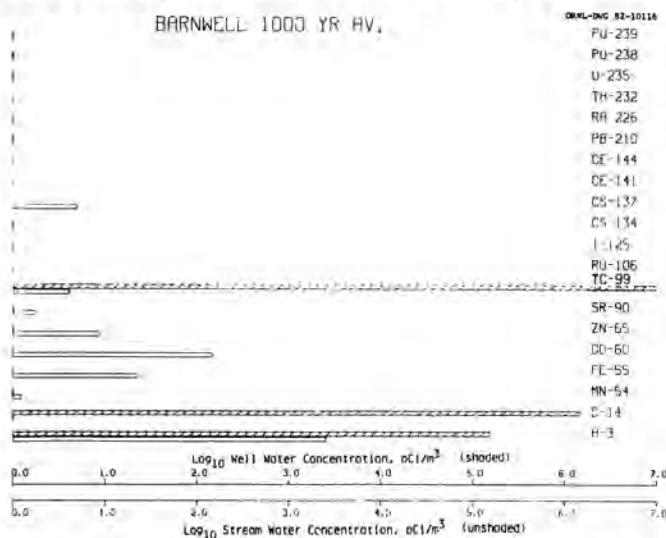 BARNWELL 1000 YR AV.
ORNL-DWG 82-10116
PU-239
PU-238
U-235
TH-232
RA 226
PB-210
CE-144
CE-141
CS-137
CS 134
I-125
RU-106
TC-99
SR-90
ZN-65
CO-60
FE-55
MN-54
C-14
H-3
Log10 Well Water Concentration, pCi/m3 (shaded)
0.0 1.0 2.0 3.0 4.0 5.0 6.0 7.0
0.0 1.0 2.0 3.0 4.0 5.0 6.0 7.0
Log10 Stream Water Concentration, pCi/m3 (unshaded)